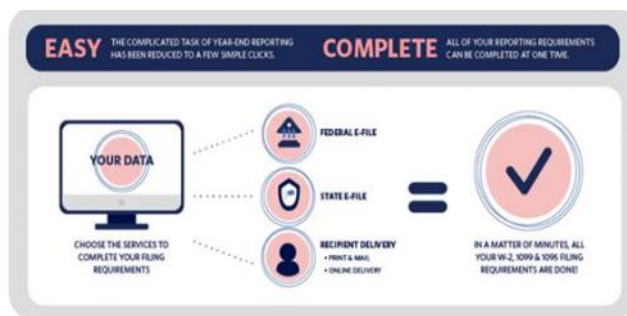 EASY
THE COMPLICATED TASK OF YEAR-END REPORTING
HAS BEEN REDUCED TO A FEW SIMPLE CLICKS.
COMPLETE
ALL OF YOUR REPORTING REQUIREMENTS
CAN BE COMPLETED AT ONE TIME.
YOUR DATA
CHOOSE THE SERVICES TO
COMPLETE YOUR FILING
REQUIREMENTS
FEDERAL E-FILE
STATE E-FILE
RECIPIENT DELIVERY
• PRINT & MAIL
• ONLINE DELIVERY
IN A MATTER OF MINUTES, ALL
YOUR W-2, 1099 & 1095 FILING
REQUIREMENTS ARE DONE!